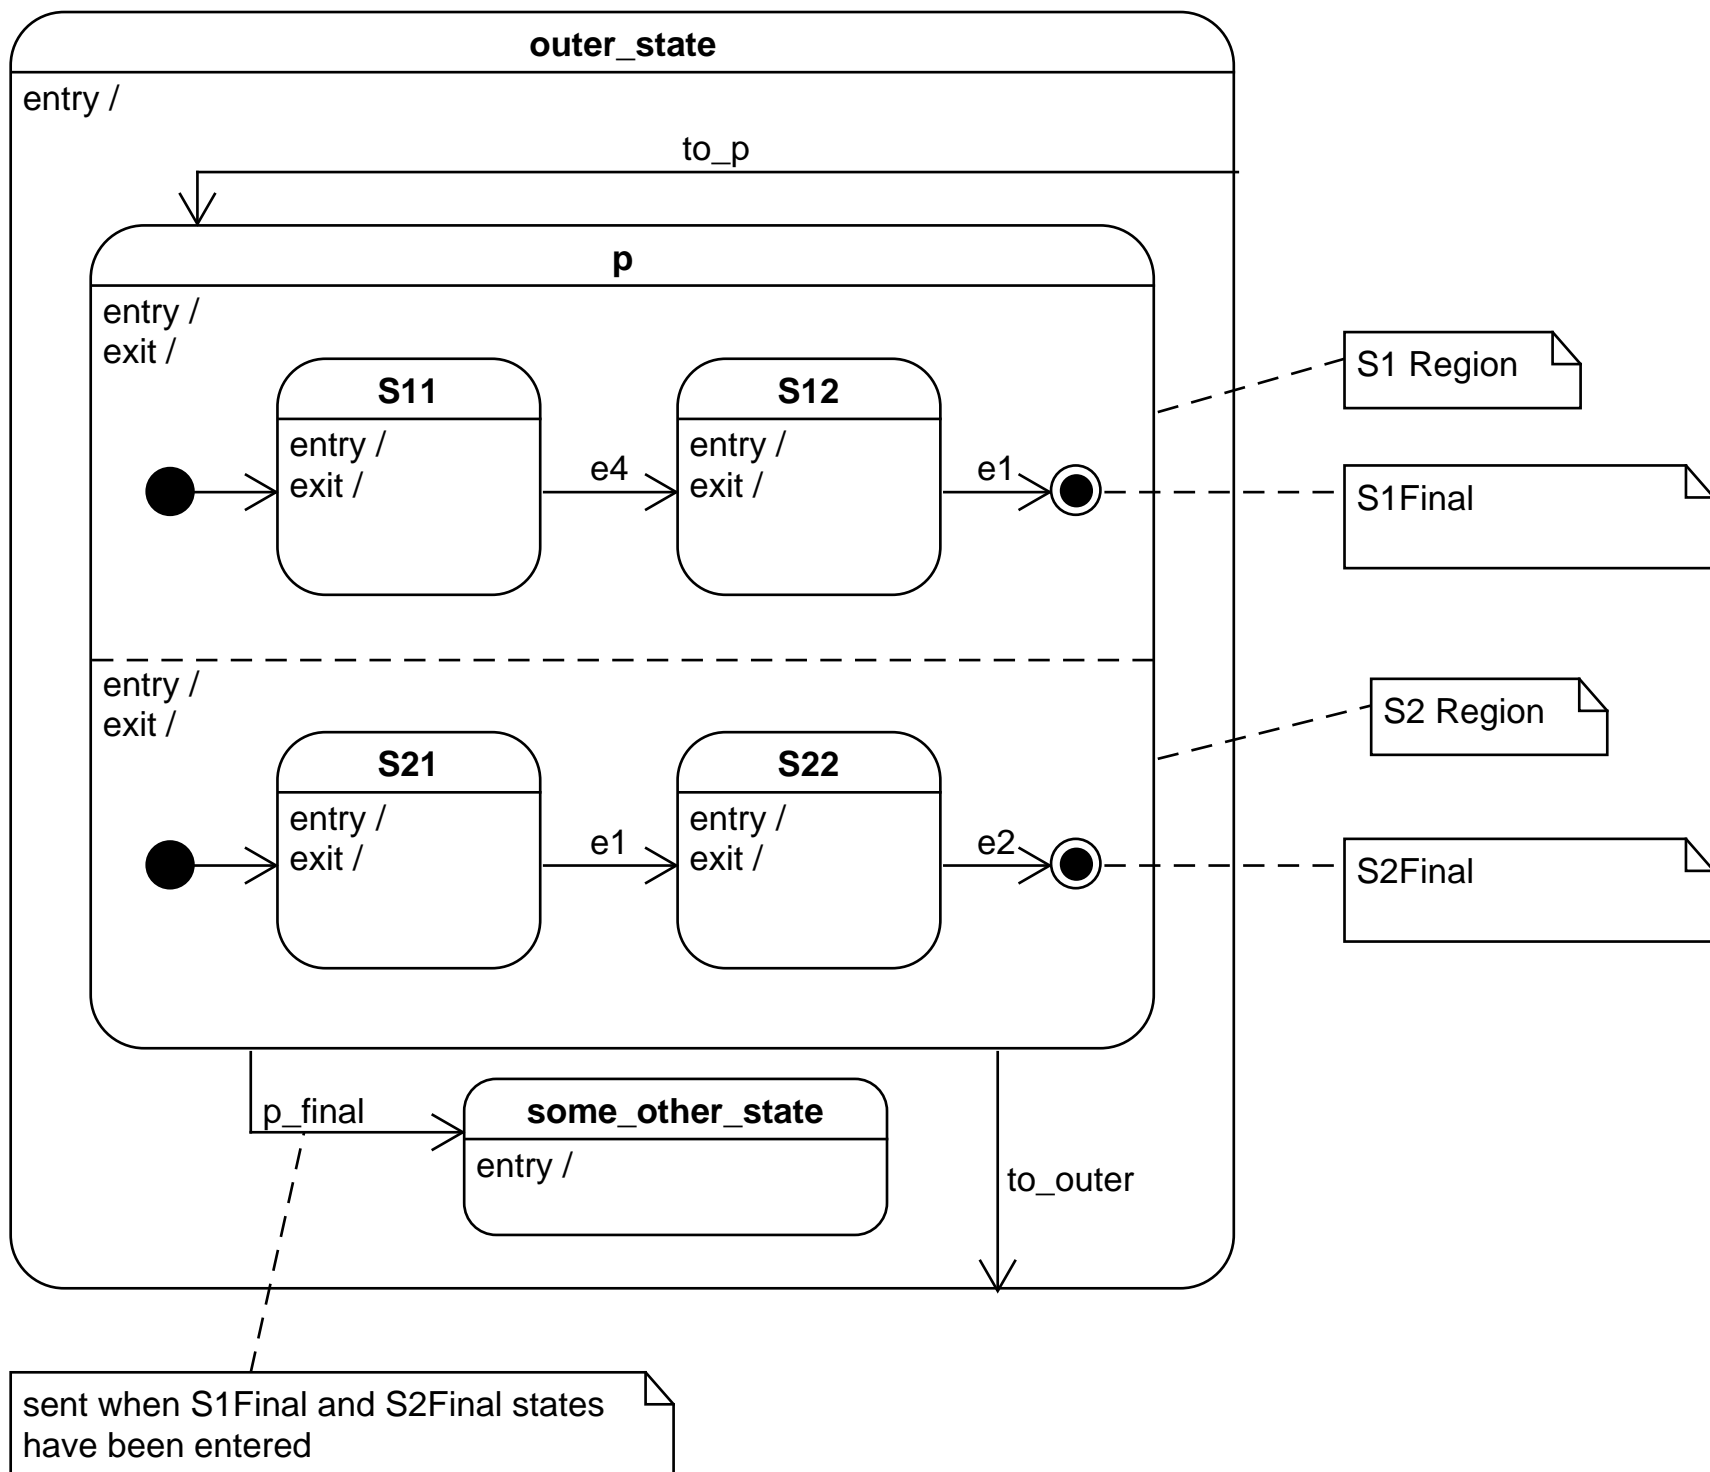 outer_state
entry /
to_p
p
entry /
exit /
S11
entry /
exit /
e4
S12
entry /
exit /
e1
S1 Region
S1Final
entry /
exit /
S21
entry /
exit /
e1
S22
entry /
exit /
e2
S2 Region
S2Final
p_final
some_other_state
entry /
to_outer
sent when S1Final and S2Final states
have been entered